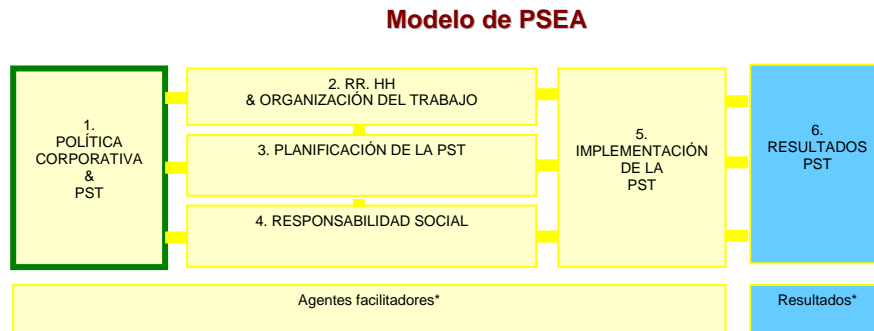 Modelo de PSEA
1.
POLÍTICA
CORPORATIVA
&
PST
2. RR. HH
& ORGANIZACIÓN DEL TRABAJO
3. PLANIFICACIÓN DE LA PST
4. RESPONSABILIDAD SOCIAL
5.
IMPLEMENTACIÓN
DE LA
PST
6.
RESULTADOS
PST
Agentes facilitadores*
Resultados*